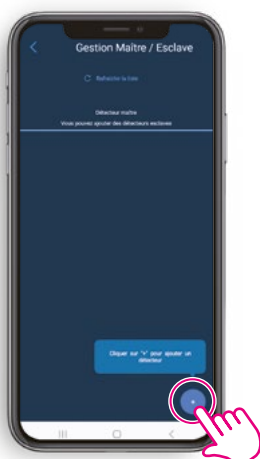 Gestion Maître / Esclave
Rafraichir la liste
Détecteur maître
Vous pouvez ajouter des détecteurs esclaves
Cliquer sur "+" pour ajouter un
détecteur
+